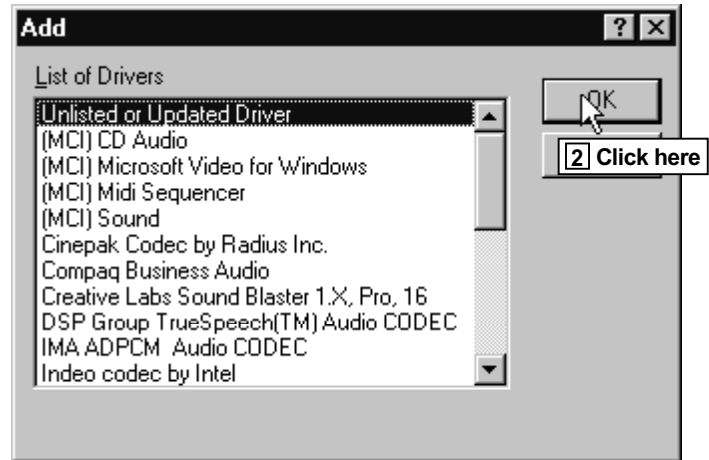 Add
List of Drivers
Unlisted or Updated Driver
(MCI) CD Audio
(MCI) Microsoft Video for Windows
(MCI) Midi Sequencer
(MCI) Sound
Cinepak Codec by Radius Inc.
Compaq Business Audio
Creative Labs Sound Blaster 1.X, Pro, 16
DSP Group TrueSpeech(TM) Audio CODEC
IMA ADPCM Audio CODEC
Indeo codec by Intel
OK
2 Click here